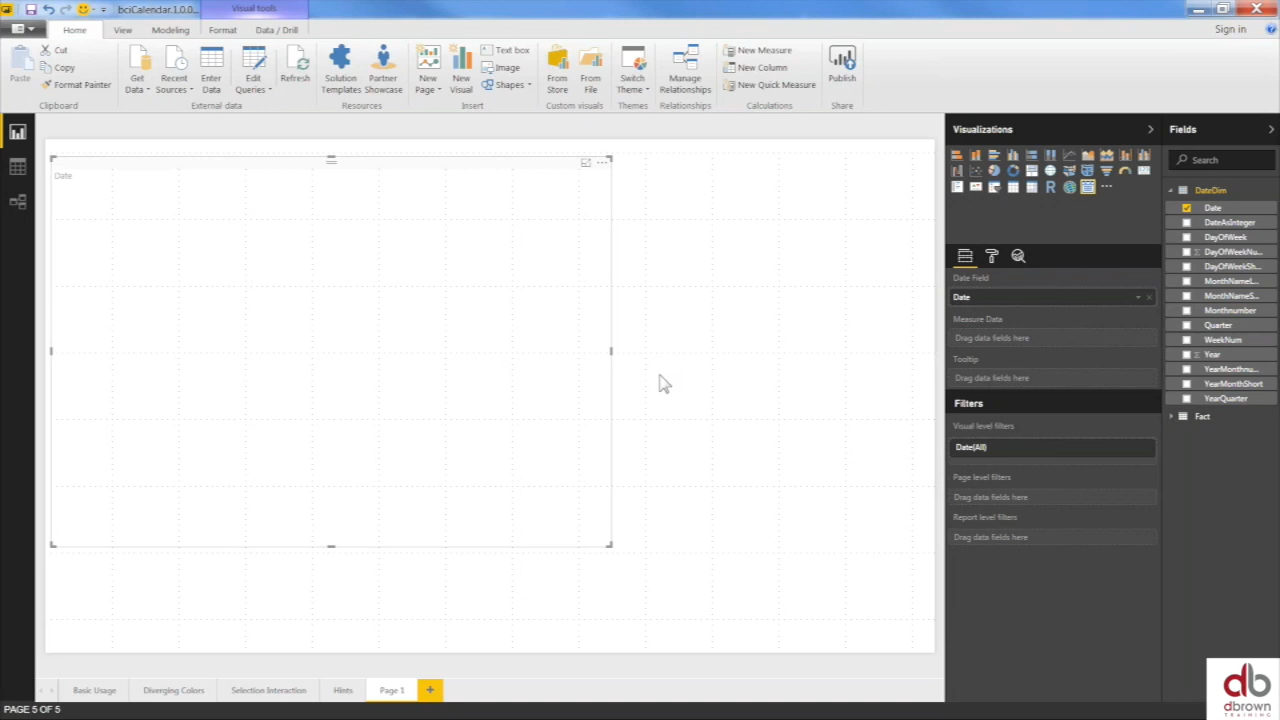 bciCalendar.1.0.0...
Visual tools
Home
View
Modeling
Format
Data / Drill
Sign in
Paste
Cut
Copy
Format Painter
Clipboard
Get Data
Recent Sources
Enter Data
Edit Queries
Refresh
External data
Solution Templates
Partner Showcase
Resources
New Page
New Visual
Text box
Image
Shapes
Insert
From Store
From File
Custom visuals
Switch Theme
Themes
Manage Relationships
Relationships
New Measure
New Column
New Quick Measure
Calculations
Publish
Share
Date
Visualizations
R
Date Field
Date
Measure Data
Drag data fields here
Tooltip
Drag data fields here
Filters
Visual level filters
Date(All)
Page level filters
Drag data fields here
Report level filters
Drag data fields here
Fields
Search
DateDim
Date
DateAsInteger
DayOfWeek
Σ DayOfWeekNu...
DayOfWeekSh...
MonthNameL...
MonthNameS...
Monthnumber
Quarter
WeekNum
Σ Year
YearMonthnu...
YearMonthShort
YearQuarter
Fact
Basic Usage
Diverging Colors
Selection Interaction
Hints
Page 1
PAGE 5 OF 5
db
dbrown
TRAINING